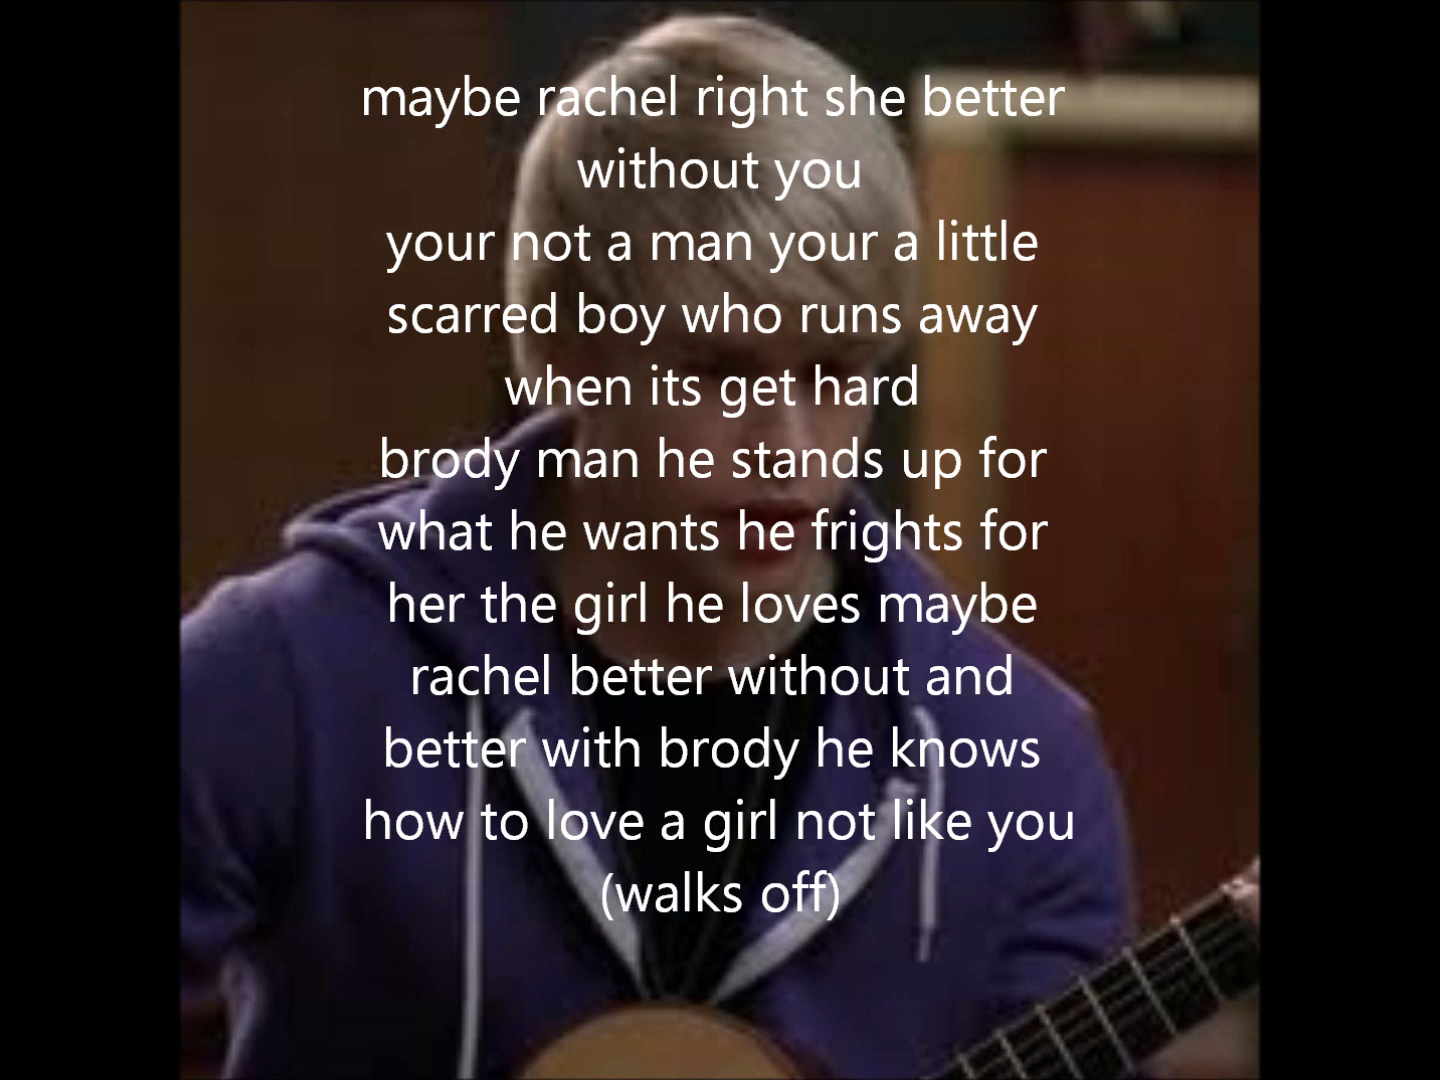 maybe rachel right she better
without you
your not a man your a little
scarred boy who runs away
when its get hard
brody man he stands up for
what he wants he frights for
her the girl he loves maybe
rachel better without and
better with brody he knows
how to love a girl not like you
(walks off)